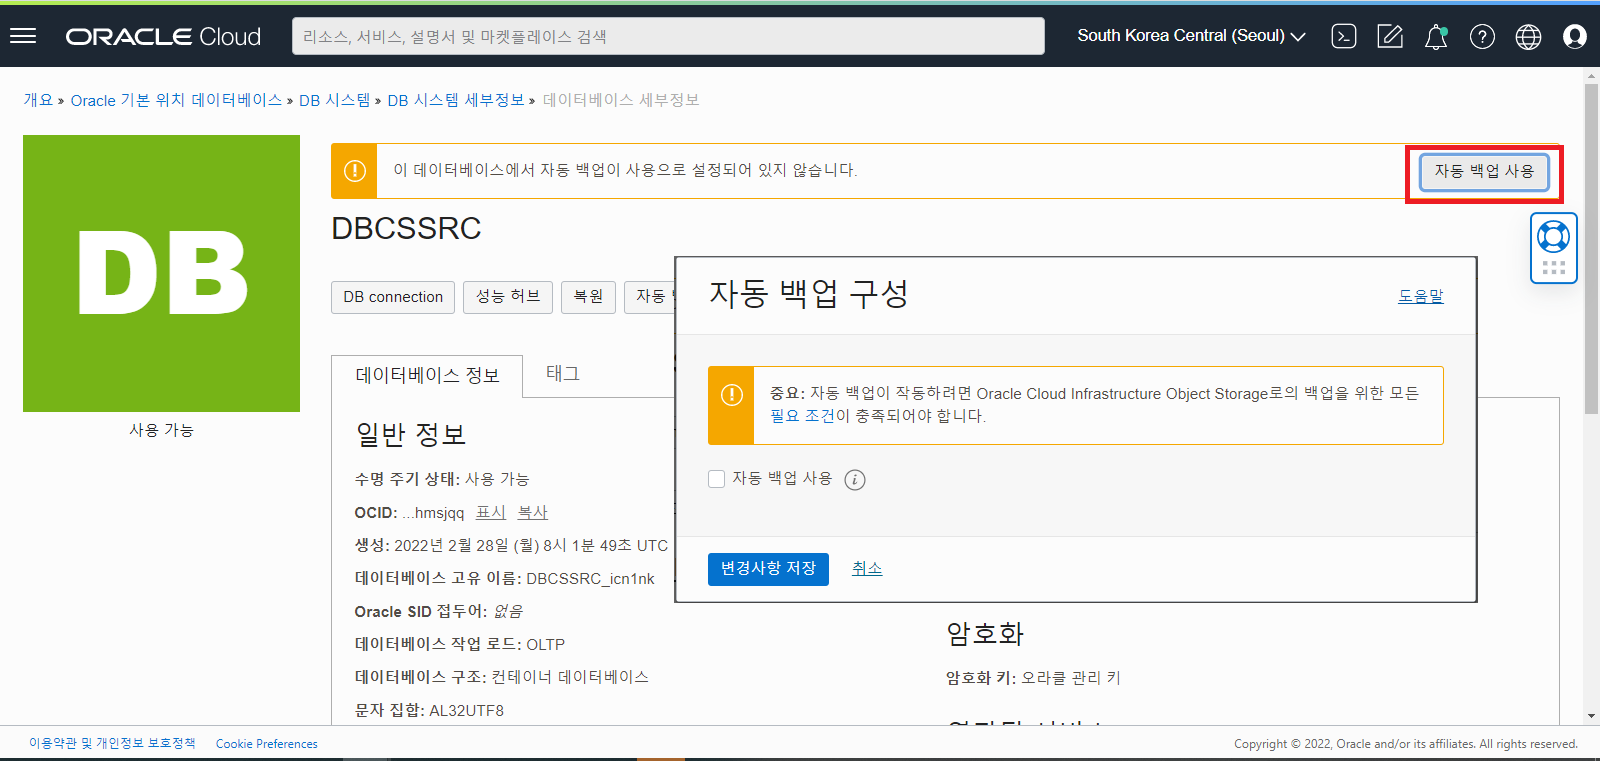 ORACLE Cloud
리소스, 서비스, 설명서 및 마켓플레이스 검색
South Korea Central (Seoul)
개요 » Oracle 기본 위치 데이터베이스 » DB 시스템 » DB 시스템 세부정보 » 데이터베이스 세부정보
DB
사용 가능
이 데이터베이스에서 자동 백업이 사용으로 설정되어 있지 않습니다.
자동 백업 사용
DBCSSRC
DB connection
성능 허브
복원
자동
데이터베이스 정보
태그
일반 정보
수명 주기 상태: 사용 가능
OCID: ...hmsjqq 표시 복사
생성: 2022년 2월 28일 (월) 8시 1분 49초 UTC
데이터베이스 고유 이름: DBCSSRC_icn1nk
Oracle SID 접두어: 없음
데이터베이스 작업 로드: OLTP
데이터베이스 구조: 컨테이너 데이터베이스
문자 집합: AL32UTF8
자동 백업 구성
도움말
중요: 자동 백업이 작동하려면 Oracle Cloud Infrastructure Object Storage로의 백업을 위한 모든
필요 조건이 충족되어야 합니다.
자동 백업 사용
변경사항 저장
취소
암호화
암호화 키: 오라클 관리 키
이용약관 및 개인정보 보호정책
Cookie Preferences
Copyright © 2022, Oracle and/or its affiliates. All rights reserved.